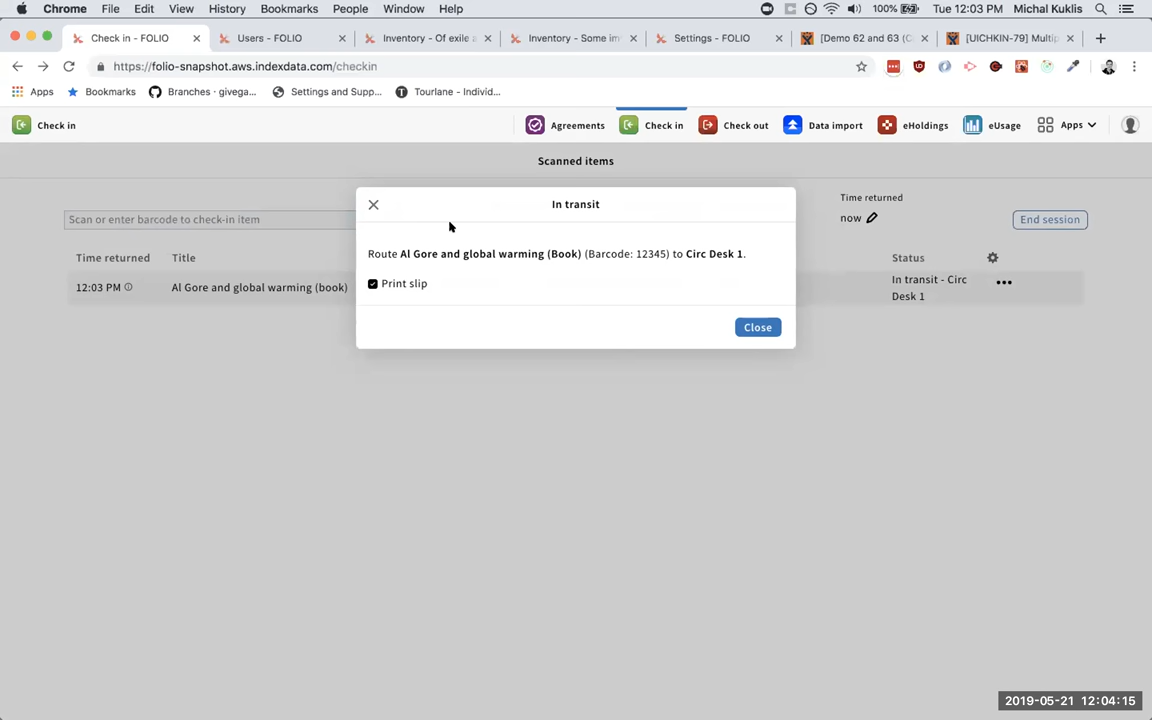 Chrome File Edit View History Bookmarks People Window Help 100% Tue 12:03 PM Michal Kuklis
Check in - FOLIO Users - FOLIO Inventory - Of exile a Inventory - Some im Settings - FOLIO [Demo 62 and 63 (C [UICHKIN-79] Multip
https://folio-snapshot.aws.indexdata.com/checkin
Apps Bookmarks Branches · givega... Settings and Supp... Tourlane - Individ...
Check in Agreements Check in Check out Data import eHoldings eUsage Apps
Scanned items
In transit
Time returned
now
Scan or enter barcode to check-in item
End session
Route Al Gore and global warming (Book) (Barcode: 12345) to Circ Desk 1.
Time returned Title Status
Print slip
12:03 PM Al Gore and global warming (book) In transit - Circ
Desk 1
Close
2019-05-21 12:04:15